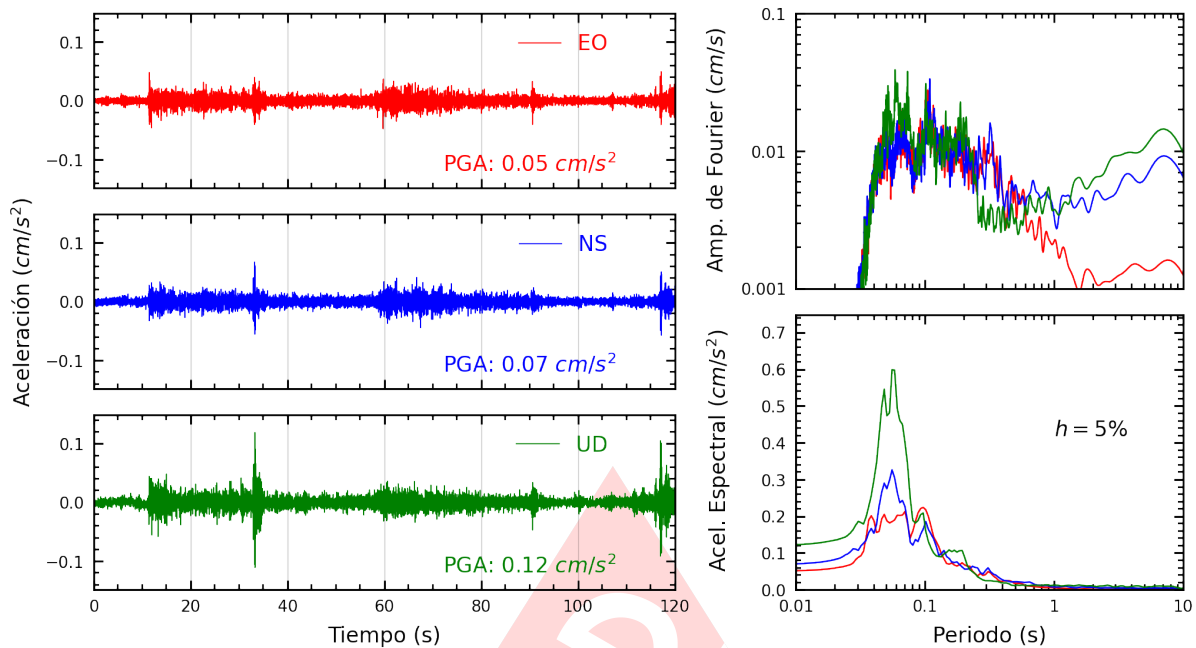 Aceleración (cm/s²)
0.1
0.0
−0.1
EO
PGA: 0.05 cm/s²
0.1
0.0
−0.1
NS
PGA: 0.07 cm/s²
0.1
0.0
−0.1
UD
PGA: 0.12 cm/s²
0 20 40 60 80 100 120
Tiempo (s)
Amp. de Fourier (cm/s)
0.1
0.01
0.001
Acel. Espectral (cm/s²)
0.7
0.6
0.5
0.4
0.3
0.2
0.1
0.0
h = 5%
0.01 0.1 1 10
Periodo (s)